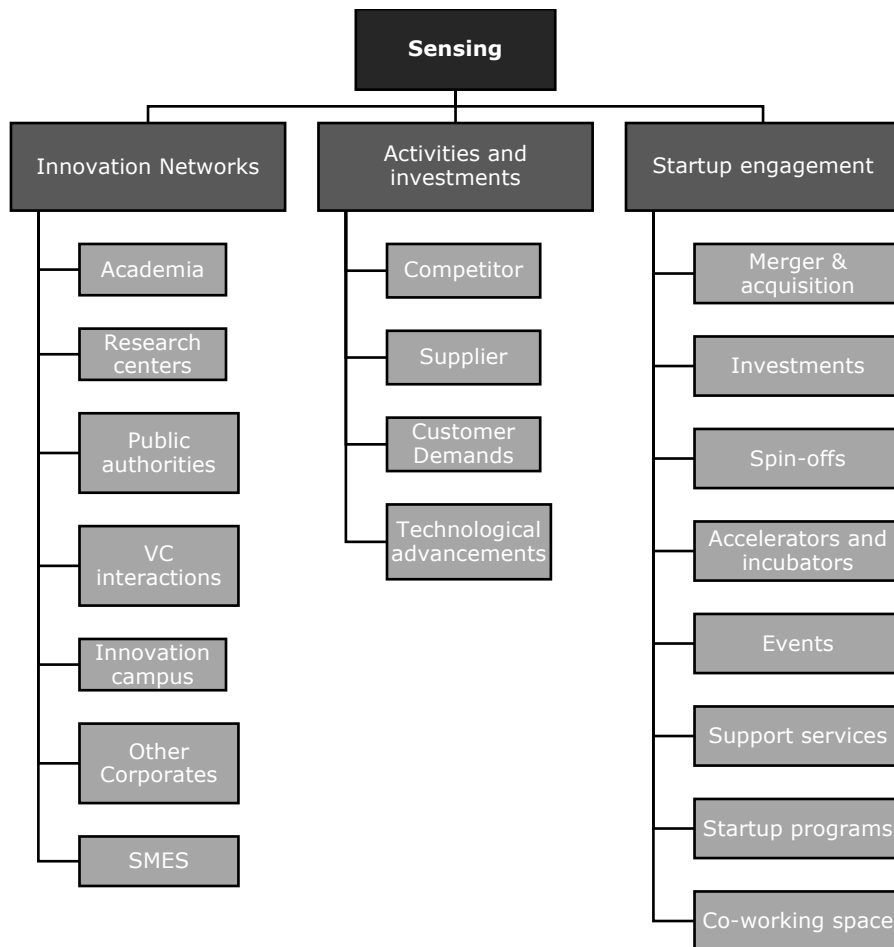 Sensing
Innovation Networks
Activities and
investments
Startup engagement
Academia
Research
centers
Public
authorities
VC
interactions
Innovation
campus
Other
Corporates
SMES
Competitor
Supplier
Customer
Demands
Technological
advancements
Merger &
acquisition
Investments
Spin-offs
Accelerators and
incubators
Events
Support services
Startup programs
Co-working space